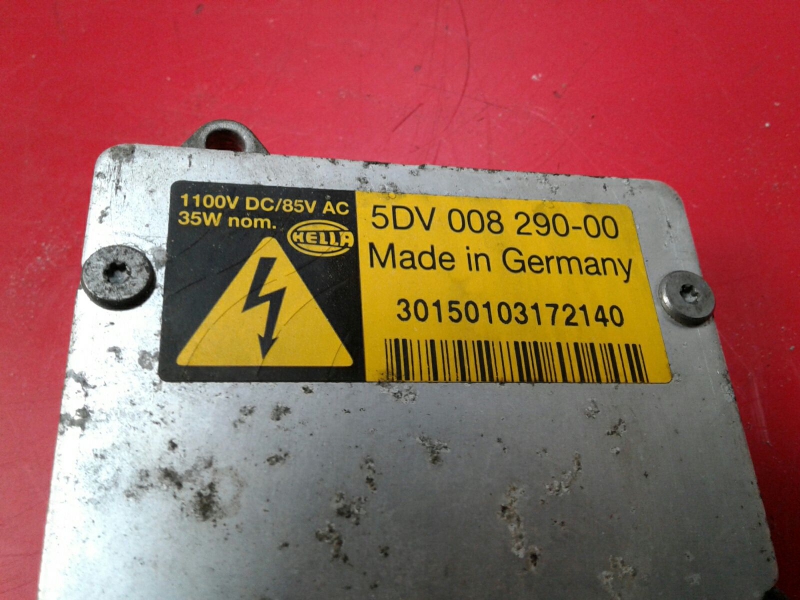 1100V DC/85V AC
35W nom.
HELLA
5DV 008 290-00
Made in Germany
30150103172140